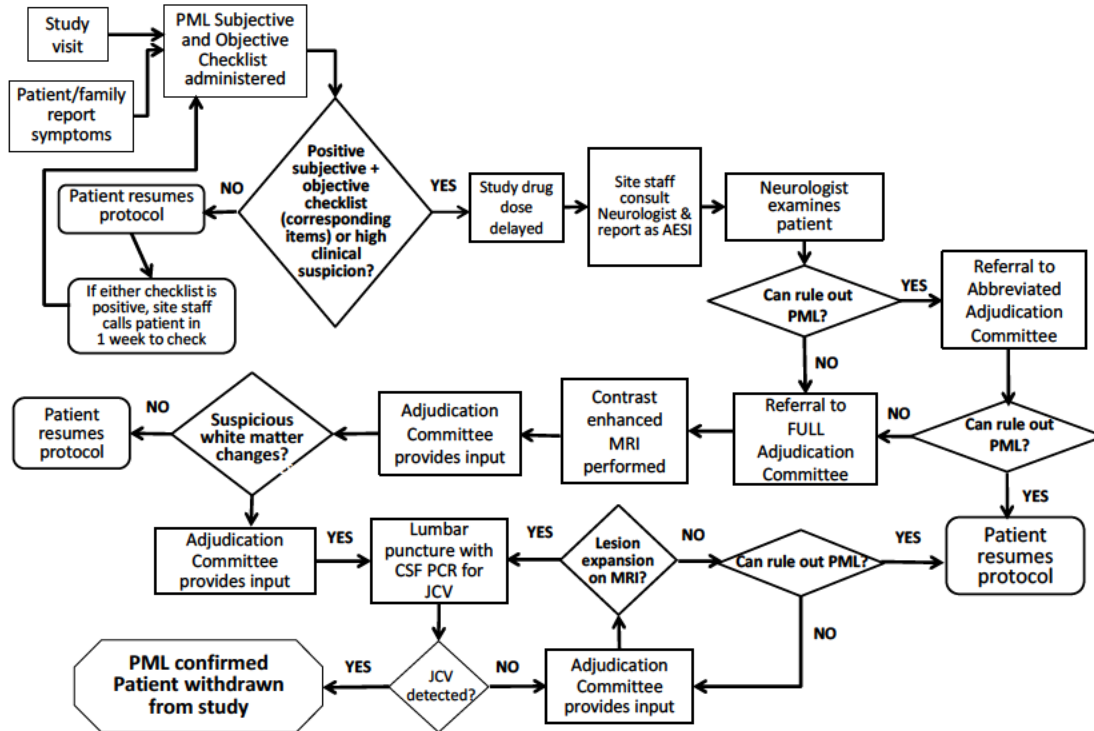 Study
visit
PML Subjective
and Objective
Checklist
administered
Patient/family
report
symptoms
Positive
subjective +
objective
checklist
(corresponding
items) or high
clinical
suspicion?
NO
YES
Patient resumes
protocol
If either checklist is
positive, site staff
calls patient in
1 week to check
Study drug
dose
delayed
Site staff
consult
Neurologist &
report as AESI
Neurologist
examines
patient
Can rule out
PML?
YES
NO
Referral to
Abbreviated
Adjudication
Committee
Can rule out
PML?
NO
YES
Patient
resumes
protocol
Referral to
FULL
Adjudication
Committee
Contrast
enhanced
MRI
performed
Adjudication
Committee
provides input
Suspicious
white matter
changes?
NO
Patient
resumes
protocol
Adjudication
Committee
provides input
YES
Lumbar
puncture with
CSF PCR for
JCV
YES
Lesion
expansion
on MRI?
NO
Can rule out PML?
YES
NO
JCV
detected?
YES
NO
PML confirmed
Patient withdrawn
from study
Adjudication
Committee
provides input